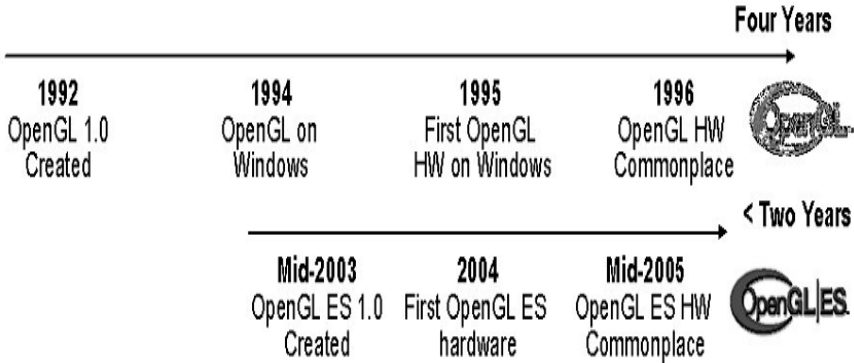 Four Years
1992 1994 1995 1996
OpenGL 1.0 OpenGL on First OpenGL OpenGL HW
Created Windows HW on Windows Commonplace
OpenGL
< Two Years
Mid-2003 2004 Mid-2005
OpenGL ES 1.0 First OpenGL ES OpenGL ES HW
Created hardware Commonplace
OpenGL|ES